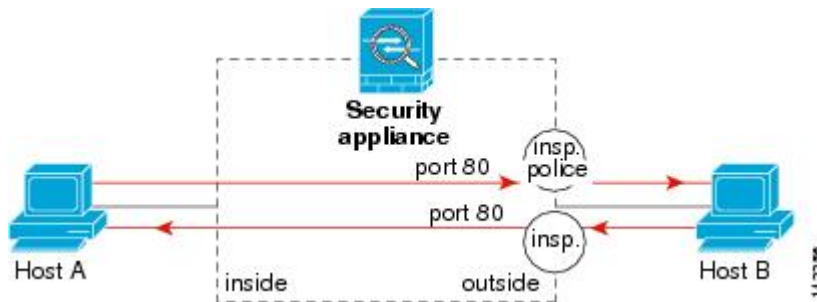 Security
appliance
insp.
police
port 80
port 80
insp.
Host A
inside
outside
Host B